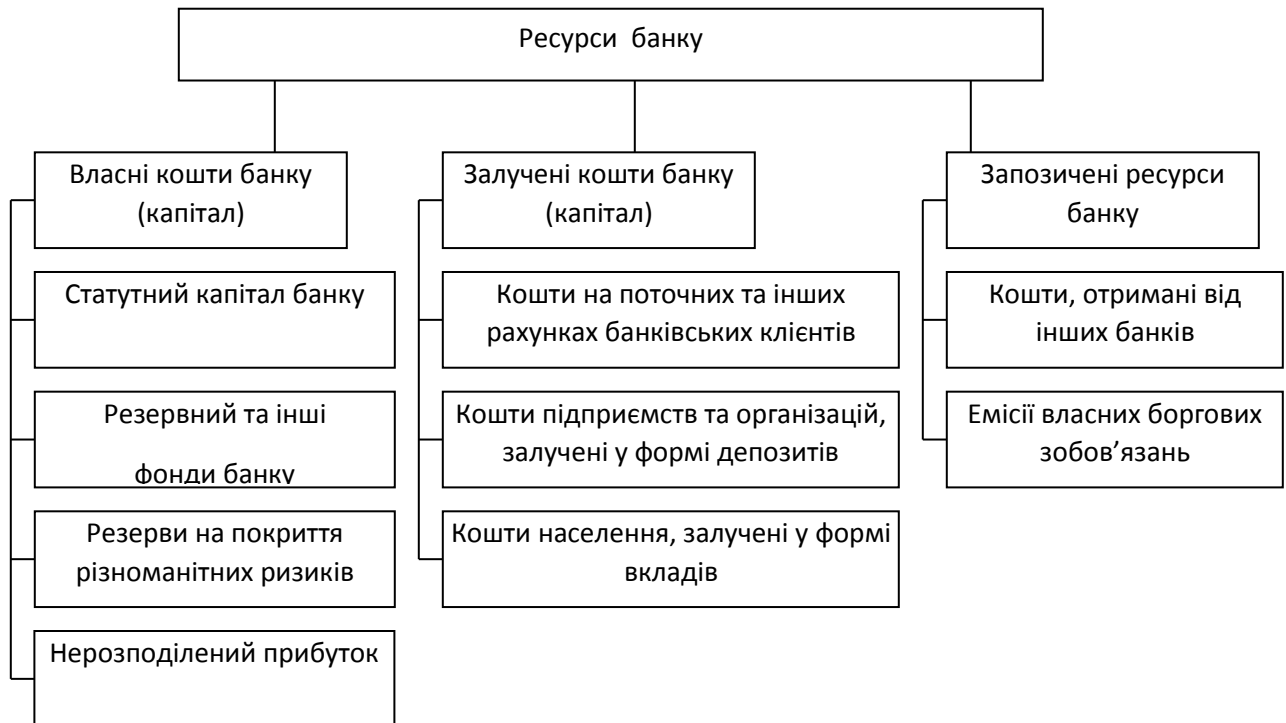 Ресурси банку
Власні кошти банку
(капітал)
Статутний капітал банку
Резервний та інші
фонди банку
Резерви на покриття
різноманітних ризиків
Нерозподілений прибуток
Залучені кошти банку
(капітал)
Кошти на поточних та інших
рахунках банківських клієнтів
Кошти підприємств та організацій,
залучені у формі депозитів
Кошти населення, залучені у формі
вкладів
Запозичені ресурси
банку
Кошти, отримані від
інших банків
Емісії власних боргових
зобов’язань